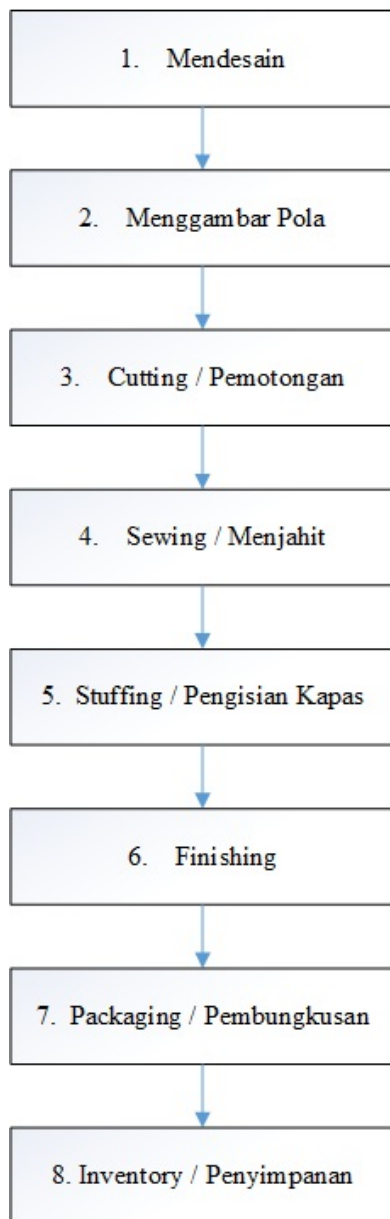 1. Mendesain
2. Menggambar Pola
3. Cutting / Pemotongan
4. Sewing / Menjahit
5. Stuffing / Pengisian Kapas
6. Finishing
7. Packaging / Pembungkusan
8. Inventory / Penyimpanan